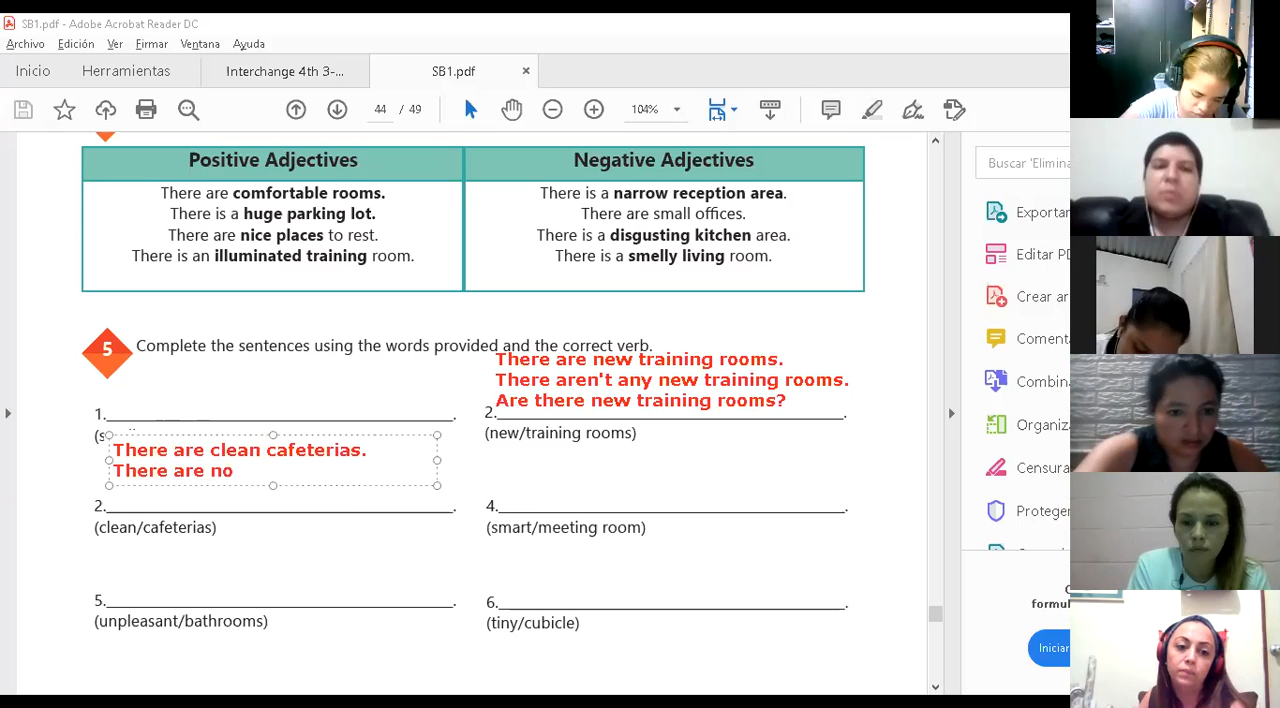 SB1.pdf - Adobe Acrobat Reader DC
Archivo Edición Ver Firmar Ventana Ayuda
Inicio Herramientas Interchange 4th 3-... SB1.pdf ×
44 / 49 104%
Positive Adjectives Negative Adjectives
There are comfortable rooms. There is a narrow reception area.
There is a huge parking lot. There are small offices.
There are nice places to rest. There is a disgusting kitchen area.
There is an illuminated training room. There is a smelly living room.
Buscar 'Elimina
Exportar
Editar PD
Crear ar
Coment
Combin
Organiz
Censura
Proteger
5 Complete the sentences using the words provided and the correct verb.
There are new training rooms.
There aren't any new training rooms.
Are there new training rooms?
1. 2.
(new/training rooms)
There are clean cafeterias.
There are no
2. 4.
(clean/cafeterias) (smart/meeting room)
5. 6.
(unpleasant/bathrooms) (tiny/cubicle)
formu
Iniciar